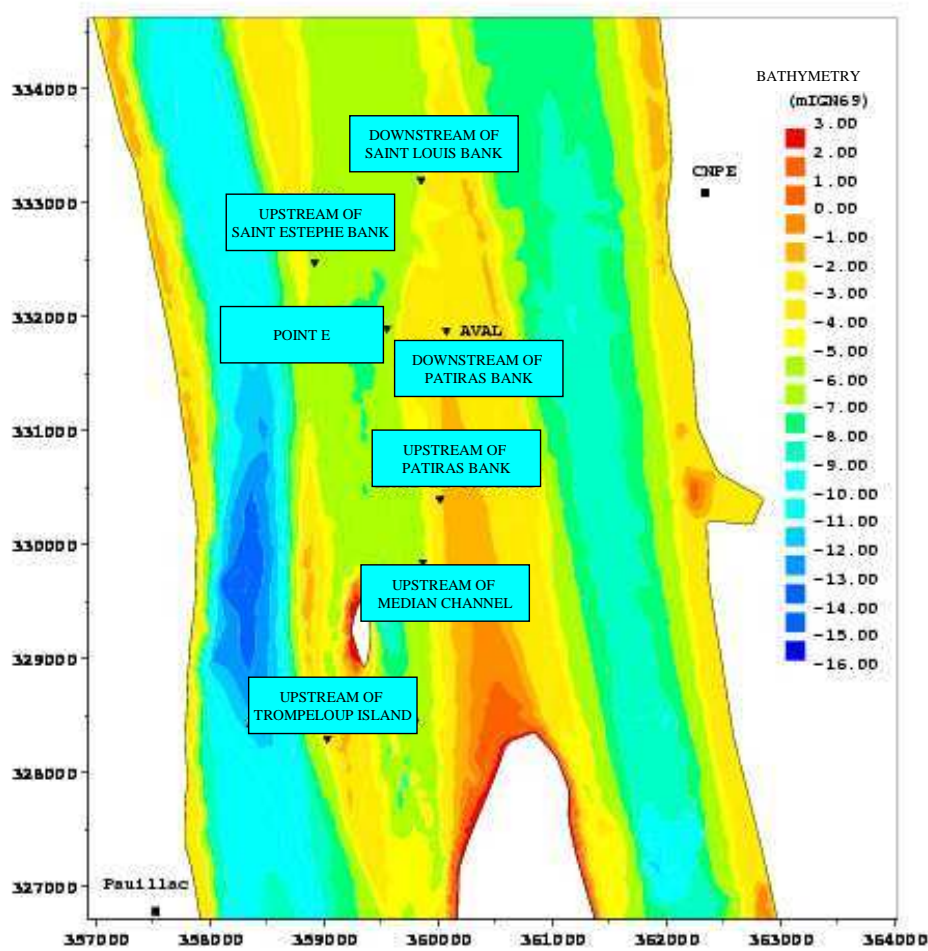 BATHYMETRY
(mIGN69)
3.00
2.00
1.00
0.00
-1.00
-2.00
-3.00
-4.00
-5.00
-6.00
-7.00
-8.00
-9.00
-10.00
-11.00
-12.00
-13.00
-14.00
-15.00
-16.00
334000
333000
332000
331000
330000
329000
328000
327000
DOWNSTREAM OF
SAINT LOUIS BANK
CNPE
UPSTREAM OF
SAINT ESTEPHE BANK
POINT E
AVAL
DOWNSTREAM OF
PATIRAS BANK
UPSTREAM OF
PATIRAS BANK
UPSTREAM OF
MEDIAN CHANNEL
UPSTREAM OF
TROMPELOUP ISLAND
Pauillac
357000 358000 359000 360000 361000 362000 363000 364000